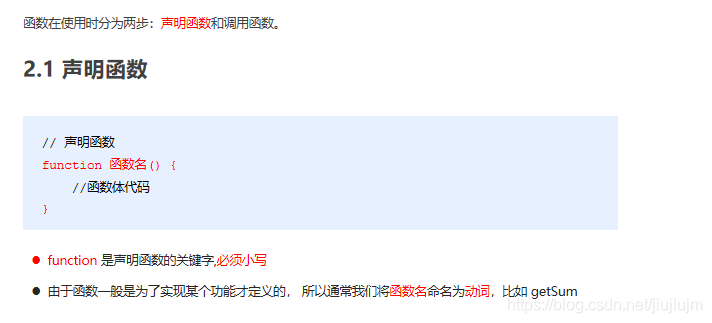 函数在使用时分为两步：声明函数和调用函数。
2.1 声明函数
// 声明函数
function 函数名() {
//函数体代码
}
● function 是声明函数的关键字,必须小写
● 由于函数一般是为了实现某个功能才定义的， 所以通常我们将函数名命名为动词，比如 getSum
https://blog.csdn.net/jiujiujm